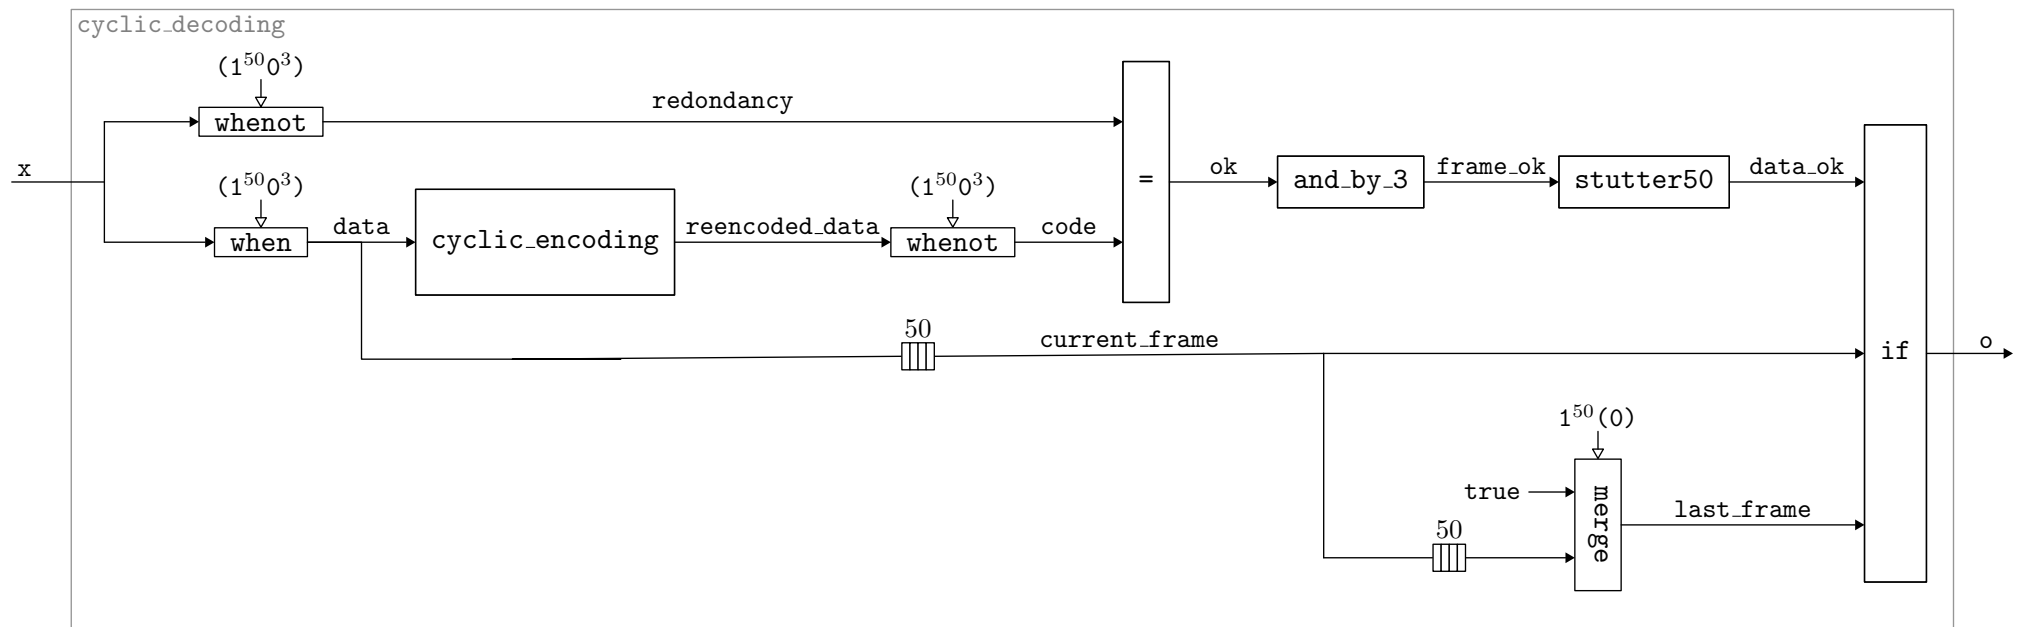 cyclic_decoding
(1⁵⁰0³)
whenot
redondancy
x
(1⁵⁰0³)
when
data
cyclic_encoding
reencoded_data
(1⁵⁰0³)
whenot
code
=
ok
and_by_3
frame_ok
stutter50
data_ok
50
current_frame
if
o
1⁵⁰(0)
true
50
merge
last_frame